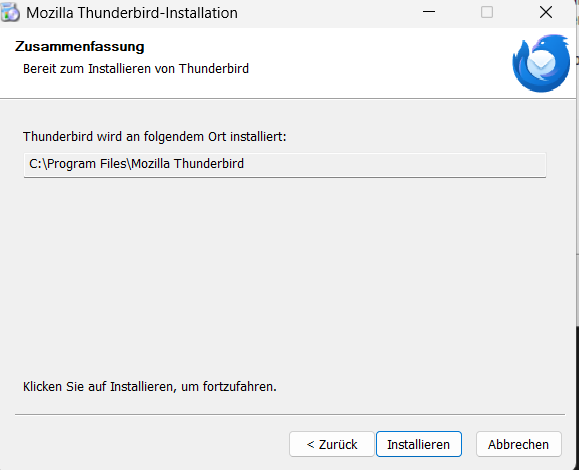 Mozilla Thunderbird-Installation
Zusammenfassung
Bereit zum Installieren von Thunderbird
Thunderbird wird an folgendem Ort installiert:
C:\Program Files\Mozilla Thunderbird
Klicken Sie auf Installieren, um fortzufahren.
< Zurück
Installieren
Abbrechen